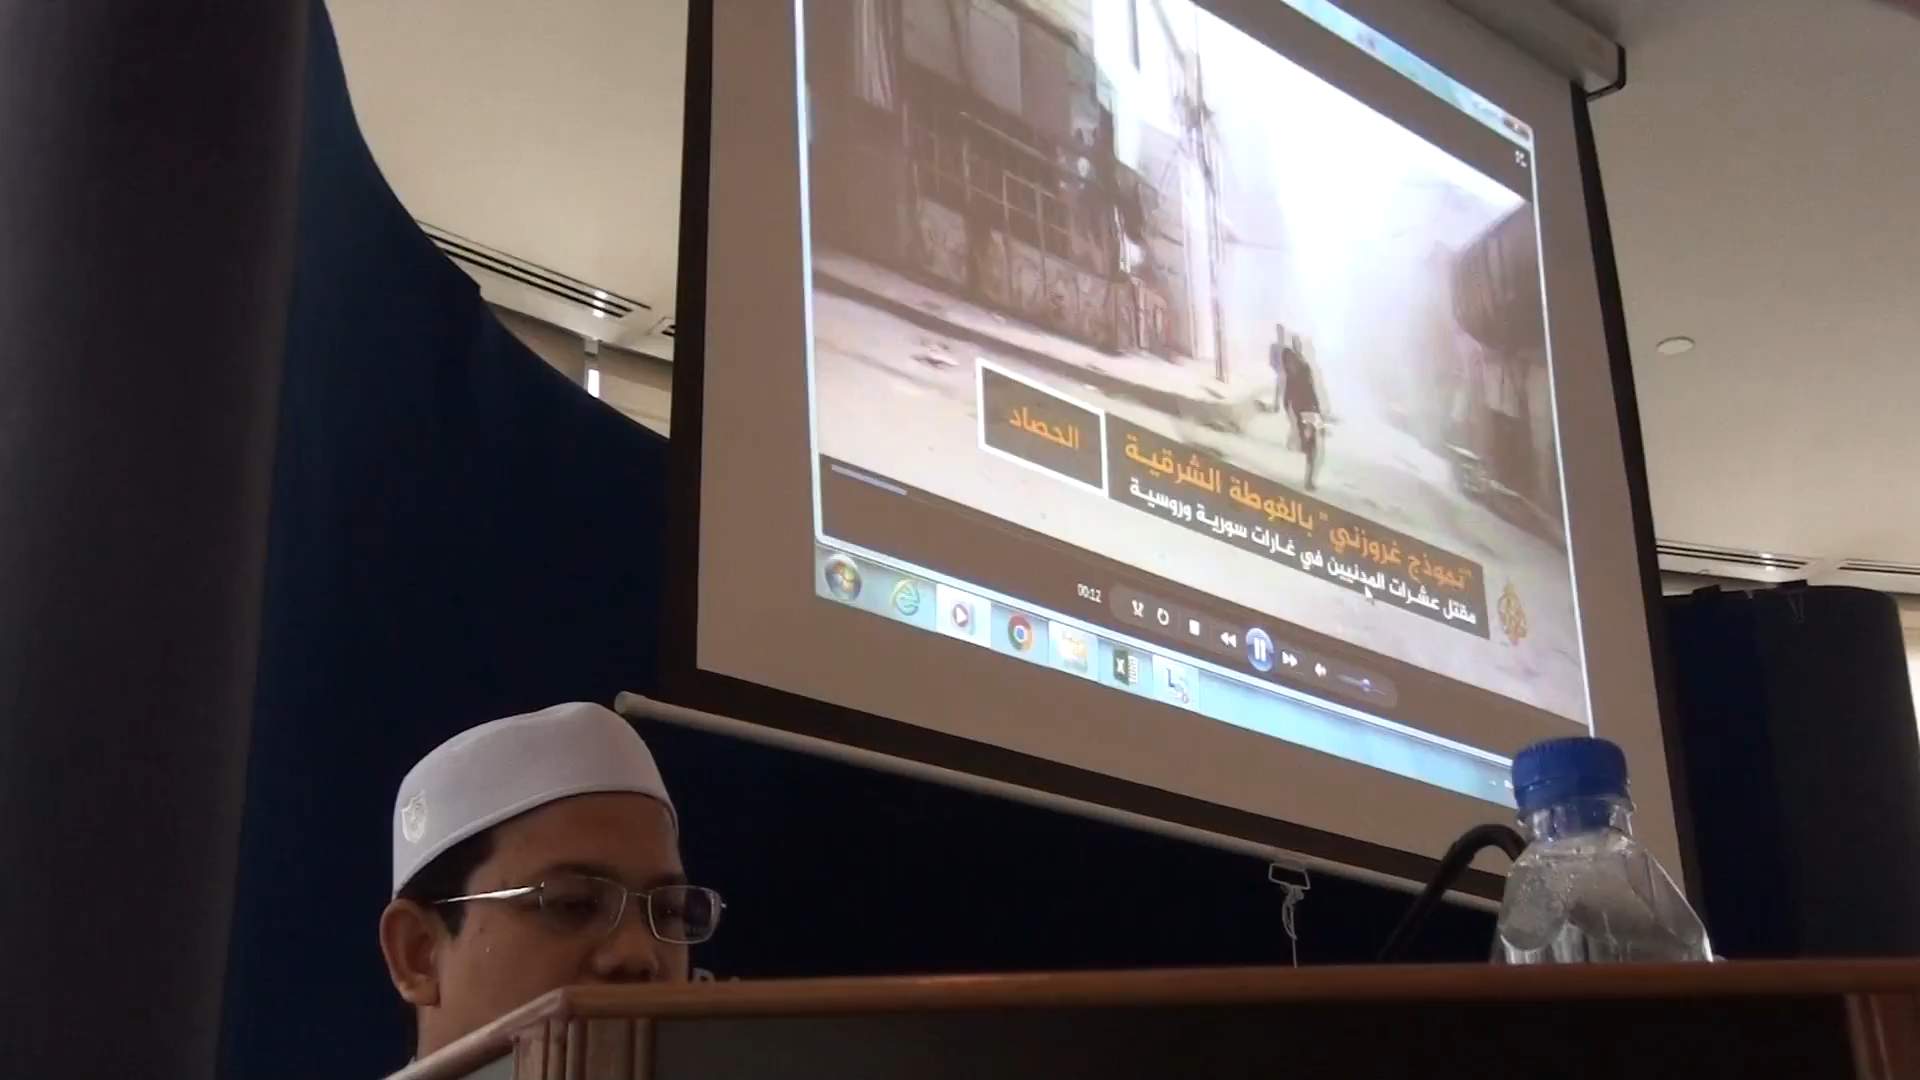 الحصاد
"نموذج غروزني" بالغوطة الشرقية
مقتل عشرات المدنيين في غارات سورية وروسية
00:12